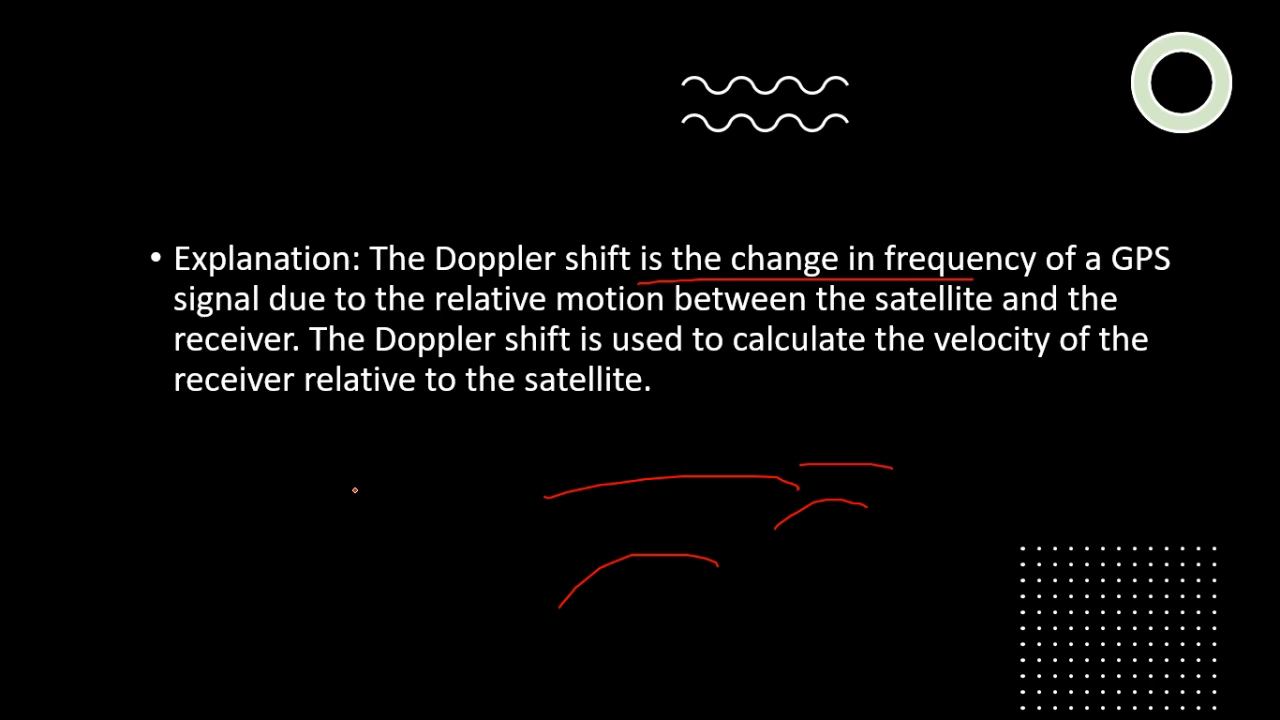 • Explanation: The Doppler shift is the change in frequency of a GPS
signal due to the relative motion between the satellite and the
receiver. The Doppler shift is used to calculate the velocity of the
receiver relative to the satellite.